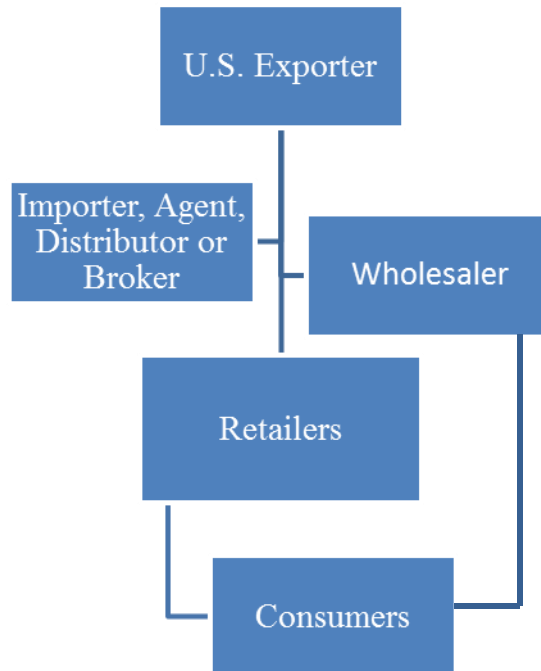 U.S. Exporter
Importer, Agent,
Distributor or
Broker
Wholesaler
Retailers
Consumers